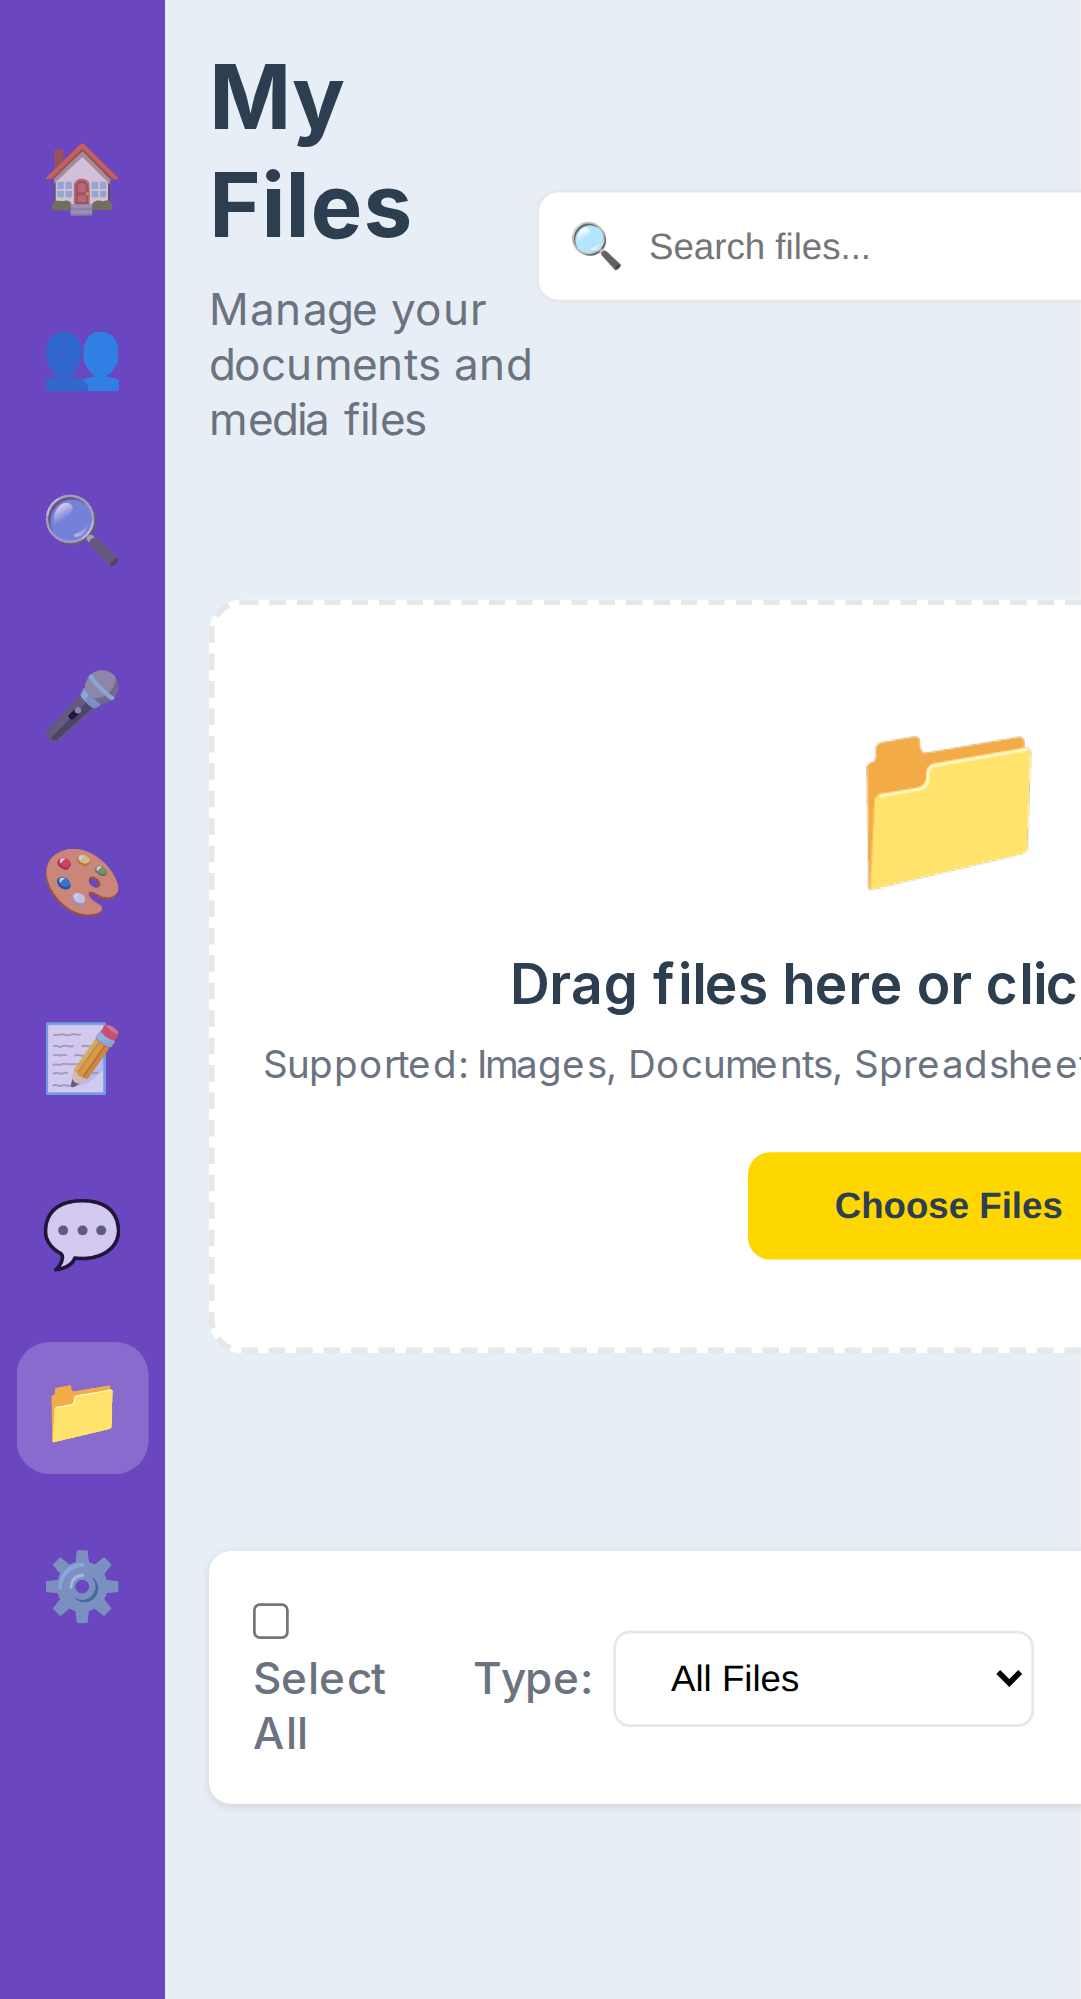 My
Files
Manage your
documents and
media files
Search files...
Drag files here or clic
Supported: Images, Documents, Spreadsheet
Choose Files
Select
All
Type:
All Files